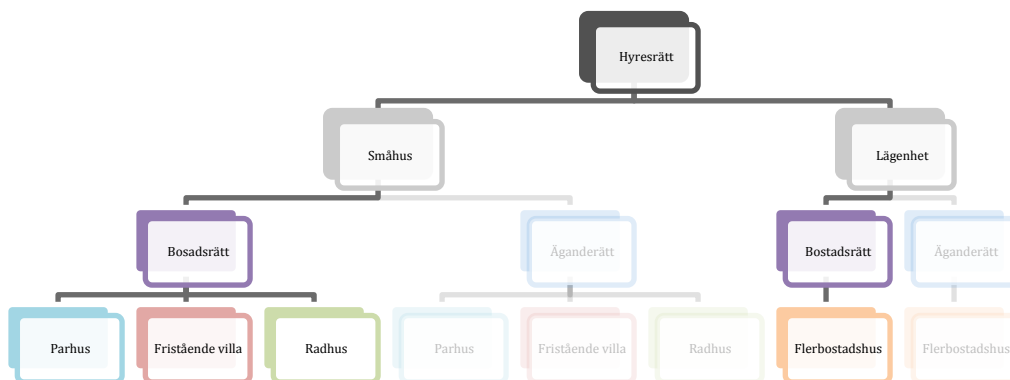 Hyresrätt
Småhus
Lägenhet
Bosadsrätt
Äganderätt
Bostadsrätt
Äganderätt
Parhus
Fristående villa
Radhus
Parhus
Fristående villa
Radhus
Flerbostadshus
Flerbostadshus